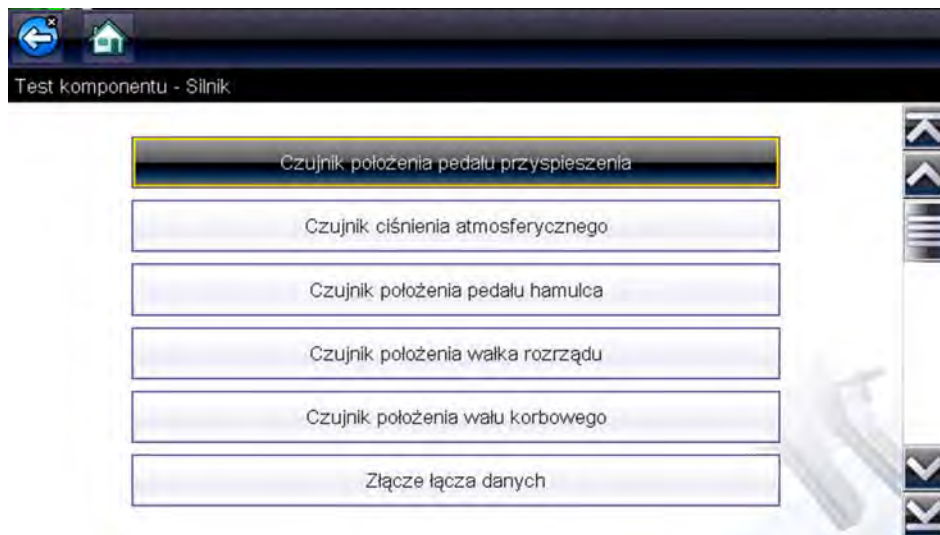 Test komponentu - Silnik
Czujnik położenia pedału przyspieszenia
Czujnik ciśnienia atmosferycznego
Czujnik położenia pedału hamulca
Czujnik położenia wałka rozrządu
Czujnik położenia wału korbowego
Złącze łącza danych